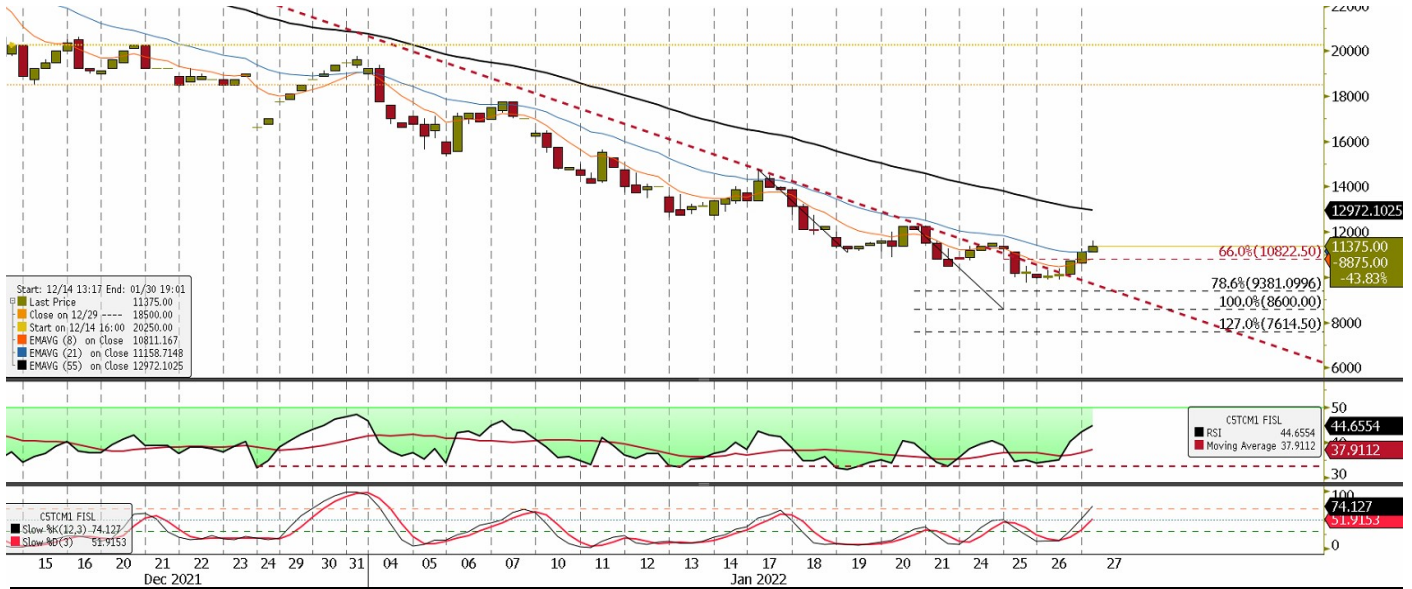 22000
20000
18000
16000
14000
12972.1025
12000
11375.00
-8875.00
-43.83%
66.0%(10822.50)
78.6%(9381.0996)
100.0%(8600.00)
127.0%(7614.50)
8000
6000
Start: 12/14 13:17 End: 01/30 19:01
Last Price 11375.00
Close on 12/29 ---- 18500.00
Start on 12/14 16:00 20250.00
EMAVG (8) on Close 10811.167
EMAVG (21) on Close 11158.7148
EMAVG (55) on Close 12972.1025
50
44.6554
40
37.9112
30
C5TCM1 FISL
RSI 44.6554
Moving Average 37.9112
100
74.127
51.9153
0
C5TCM1 FISL
Slow %K(12,3) 74.127
Slow %D(3) 51.9153
15 16 20 21 22 23 24 29 30 31 04 05 06 07 10 11 12 13 14 17 18 19 20 21 24 25 26 27
Dec 2021 Jan 2022